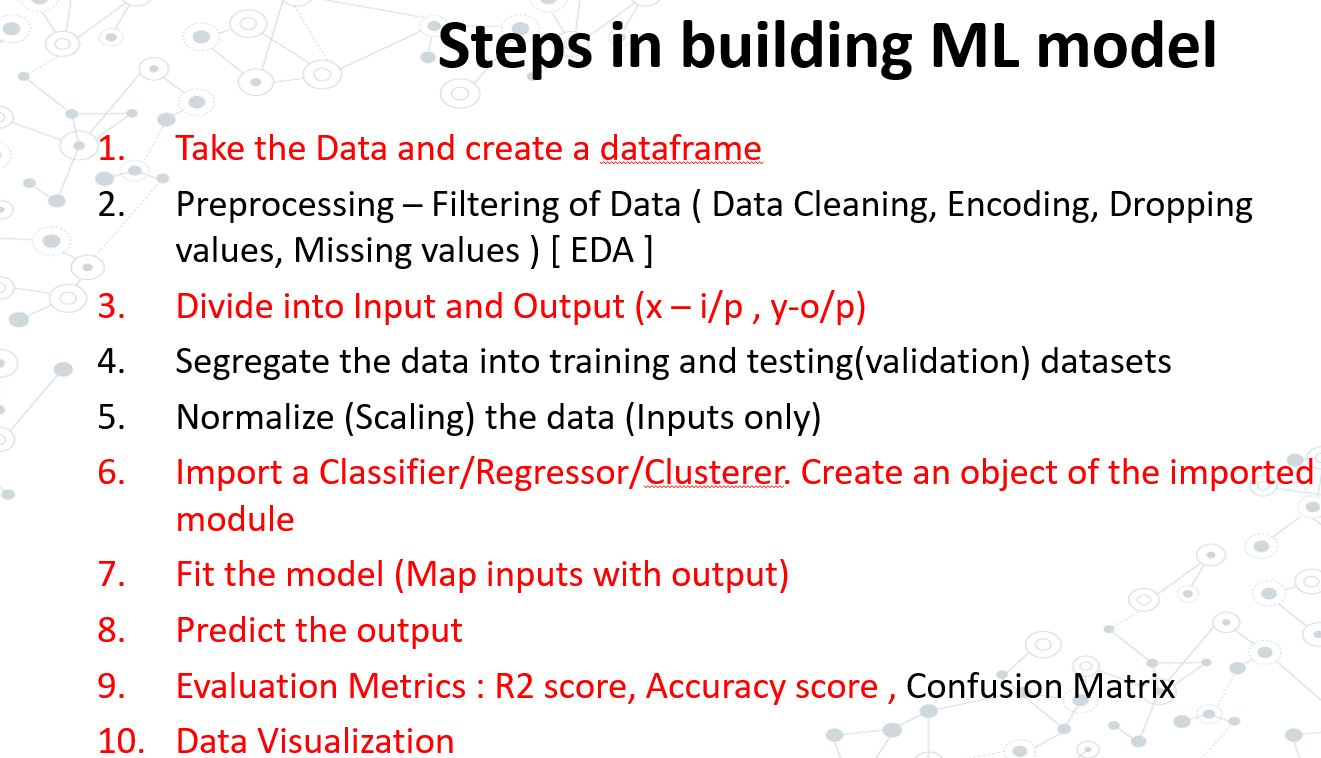 Steps in building ML model
1. Take the Data and create a dataframe
2. Preprocessing – Filtering of Data ( Data Cleaning, Encoding, Dropping
values, Missing values ) [ EDA ]
3. Divide into Input and Output (x – i/p , y-o/p)
4. Segregate the data into training and testing(validation) datasets
5. Normalize (Scaling) the data (Inputs only)
6. Import a Classifier/Regressor/Clusterer. Create an object of the imported
module
7. Fit the model (Map inputs with output)
8. Predict the output
9. Evaluation Metrics : R2 score, Accuracy score , Confusion Matrix
10. Data Visualization